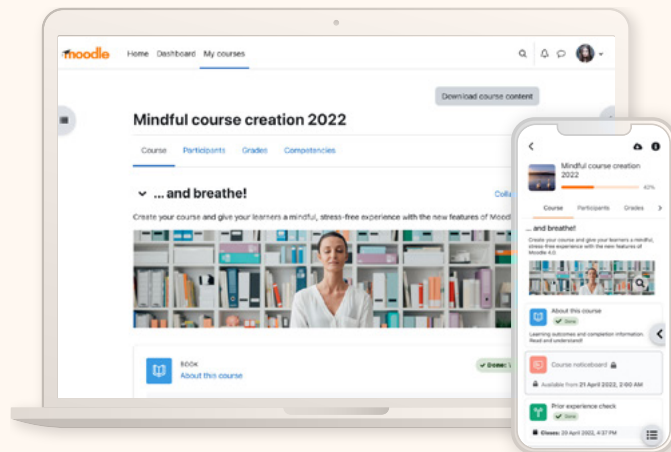 moodle
Home Dashboard My courses
Download course content
Mindful course creation 2022
Course Participants Grades Competencies
... and breathe!
Create your course and give your learners a mindful, stress-free experience with the new features of
BOOK
About this course
Done:
Mindful course creation
2022
Course Participants Grades
... and breathe!
Create your course and give your learners a mindful,
stress-free experience with the new features of
Moodle 4.0.
About this course
Done
Learning outcomes and completion information.
Read and understand!
Course noticeboard
Available from 21 April 2022, 2:00 AM
Prior experience check
Done
Closes: 20 April 2022, 4:37 PM